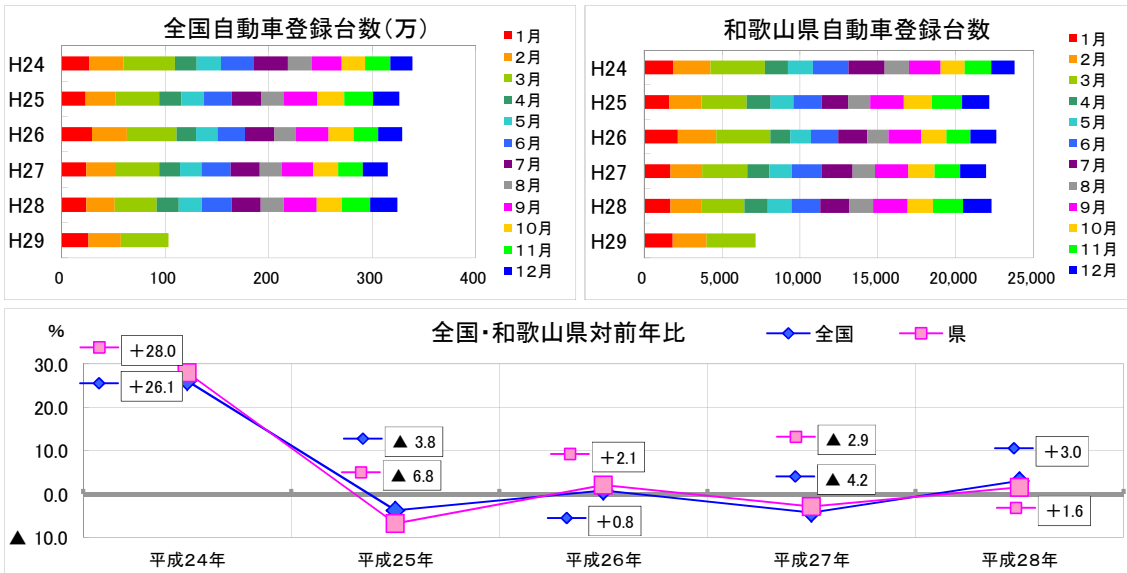 全国自動車登録台数(万)
H24
H25
H26
H27
H28
H29
0 100 200 300 400
1月
2月
3月
4月
5月
6月
7月
8月
9月
10月
11月
12月
和歌山県自動車登録台数
H24
H25
H26
H27
H28
H29
0 5,000 10,000 15,000 20,000 25,000
1月
2月
3月
4月
5月
6月
7月
8月
9月
10月
11月
12月
全国・和歌山県対前年比
全国 県
%
30.0
20.0
10.0
0.0
▲ 10.0
+28.0
+26.1
▲ 3.8
▲ 6.8
+2.1
+0.8
▲ 2.9
▲ 4.2
+3.0
+1.6
平成24年 平成25年 平成26年 平成27年 平成28年